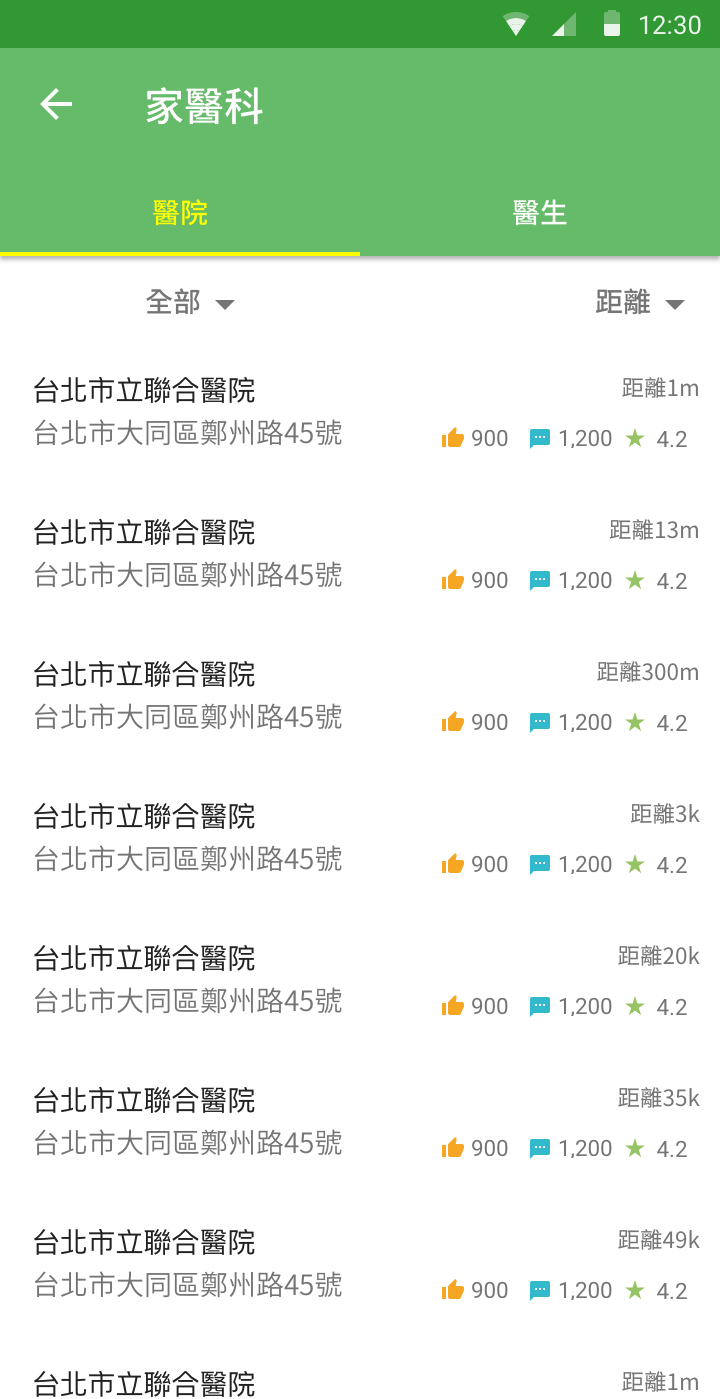 12:30
家醫科
醫院 醫生
全部 距離
台北市立聯合醫院 距離1m
台北市大同區鄭州路45號 900 1,200 4.2
台北市立聯合醫院 距離13m
台北市大同區鄭州路45號 900 1,200 4.2
台北市立聯合醫院 距離300m
台北市大同區鄭州路45號 900 1,200 4.2
台北市立聯合醫院 距離3k
台北市大同區鄭州路45號 900 1,200 4.2
台北市立聯合醫院 距離20k
台北市大同區鄭州路45號 900 1,200 4.2
台北市立聯合醫院 距離35k
台北市大同區鄭州路45號 900 1,200 4.2
台北市立聯合醫院 距離49k
台北市大同區鄭州路45號 900 1,200 4.2
台北市立聯合醫院 距離1m